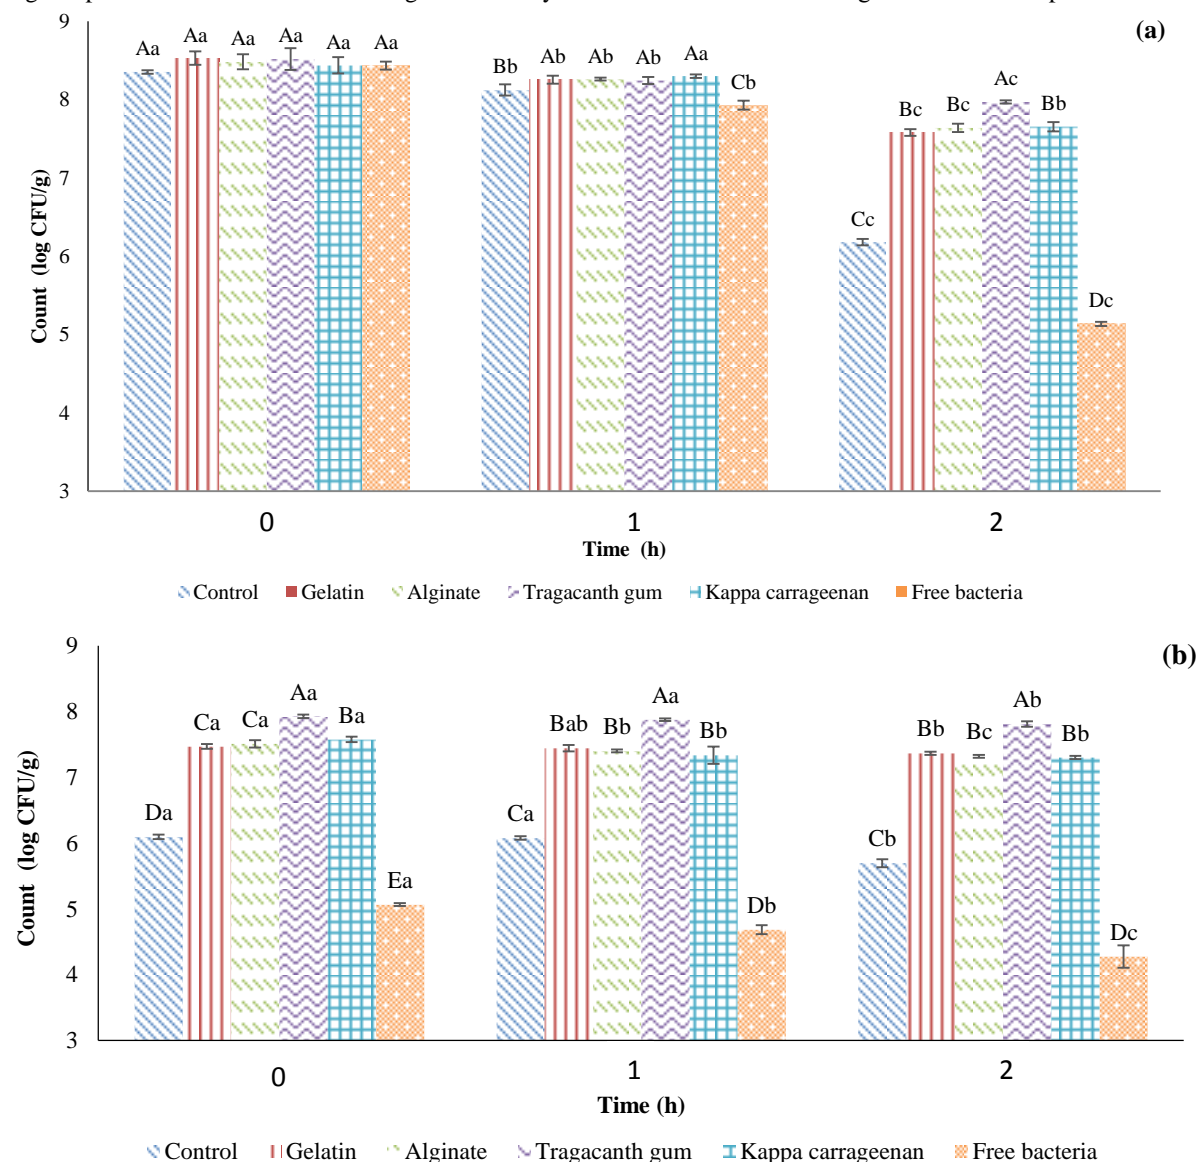 9
(a)
Aa Aa Aa Aa Aa Aa
Bb Ab Ab Ab Aa Cb
Cc Bc Bc Ac Bb Dc
8
7
6
5
4
3
Count (log CFU/g)
0 1 2
Time (h)
Control Gelatin Alginate Tragacanth gum Kappa carrageenan Free bacteria
9
(b)
Da Ca Ca Aa Ba Ea
Ca Bab Bb Aa Bb Db
Cb Bb Bc Ab Bb Dc
8
7
6
5
4
3
Count (log CFU/g)
0 1 2
Time (h)
Control Gelatin Alginate Tragacanth gum Kappa carrageenan Free bacteria